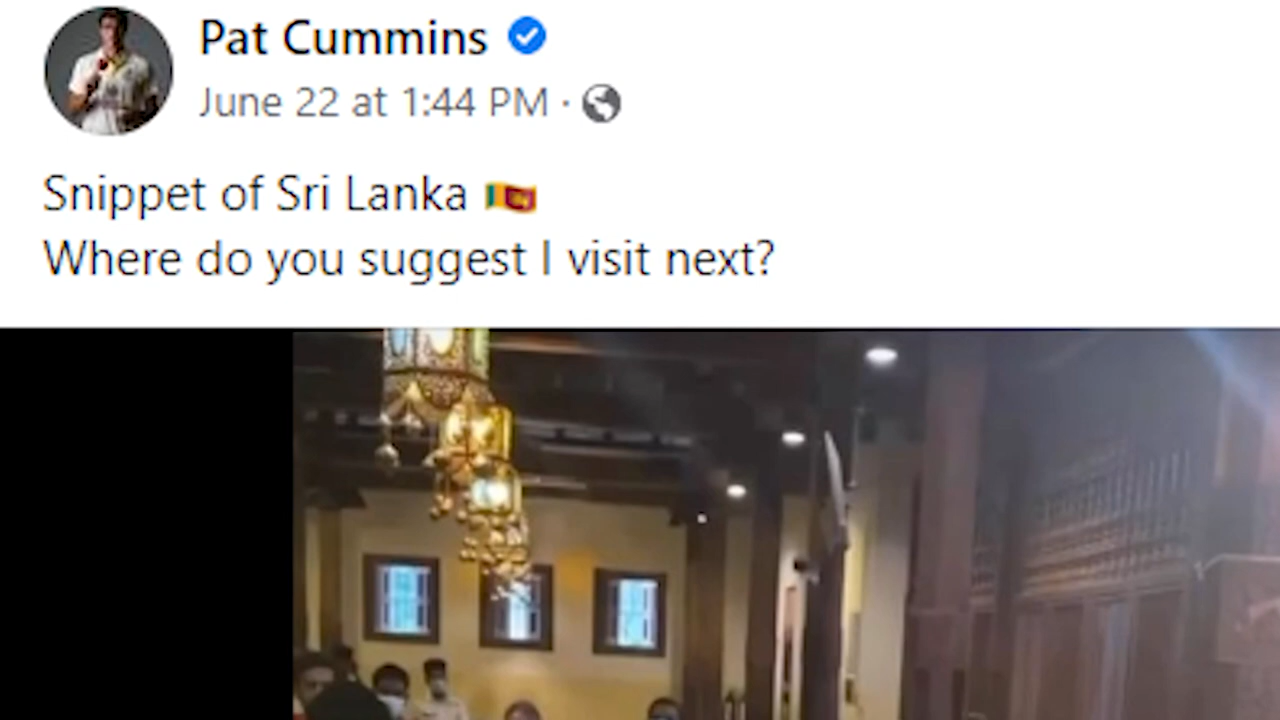 Pat Cummins
June 22 at 1:44 PM ·
Snippet of Sri Lanka 🇱🇰
Where do you suggest I visit next?